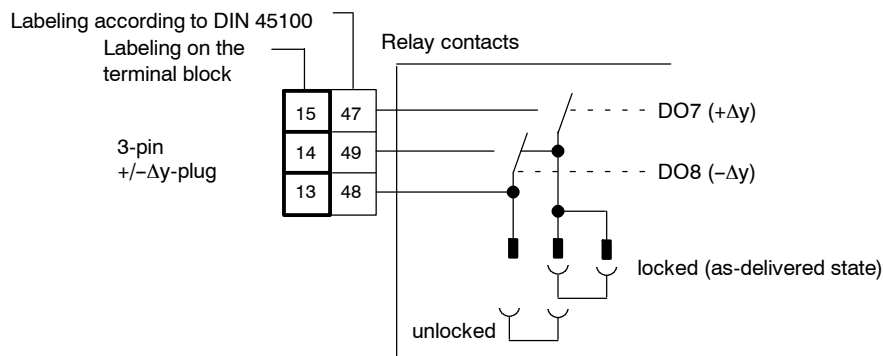 Labeling according to DIN 45100
Labeling on the
terminal block
Relay contacts
15 47
DO7 (+Δy)
3-pin
+/−Δy-plug
14 49
DO8 (−Δy)
13 48
locked (as-delivered state)
unlocked